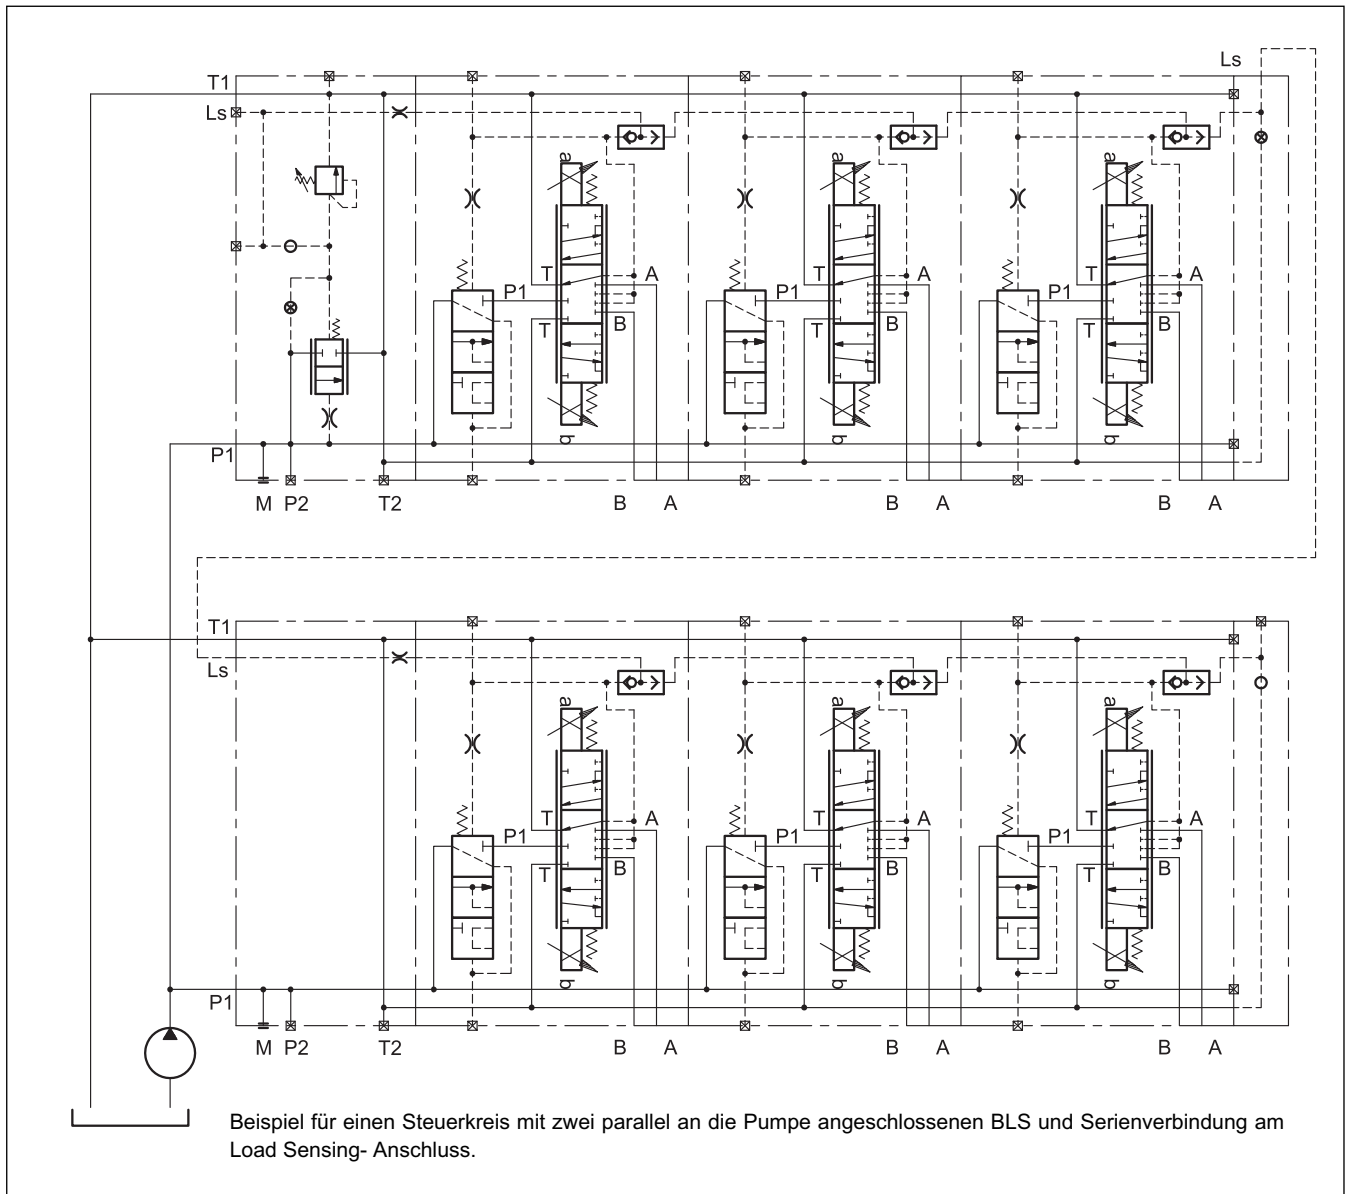 Ls
T1
Ls
a a a
T A T A T A
P1 P1 P1
T B T B T B
b b b
P1
M P2 T2 B A B A B A
T1
Ls
a a a
T A T A T A
P1 P1 P1
T B T B T B
b b b
P1
M P2 T2 B A B A B A
Beispiel für einen Steuerkreis mit zwei parallel an die Pumpe angeschlossenen BLS und Serienverbindung am
Load Sensing- Anschluss.